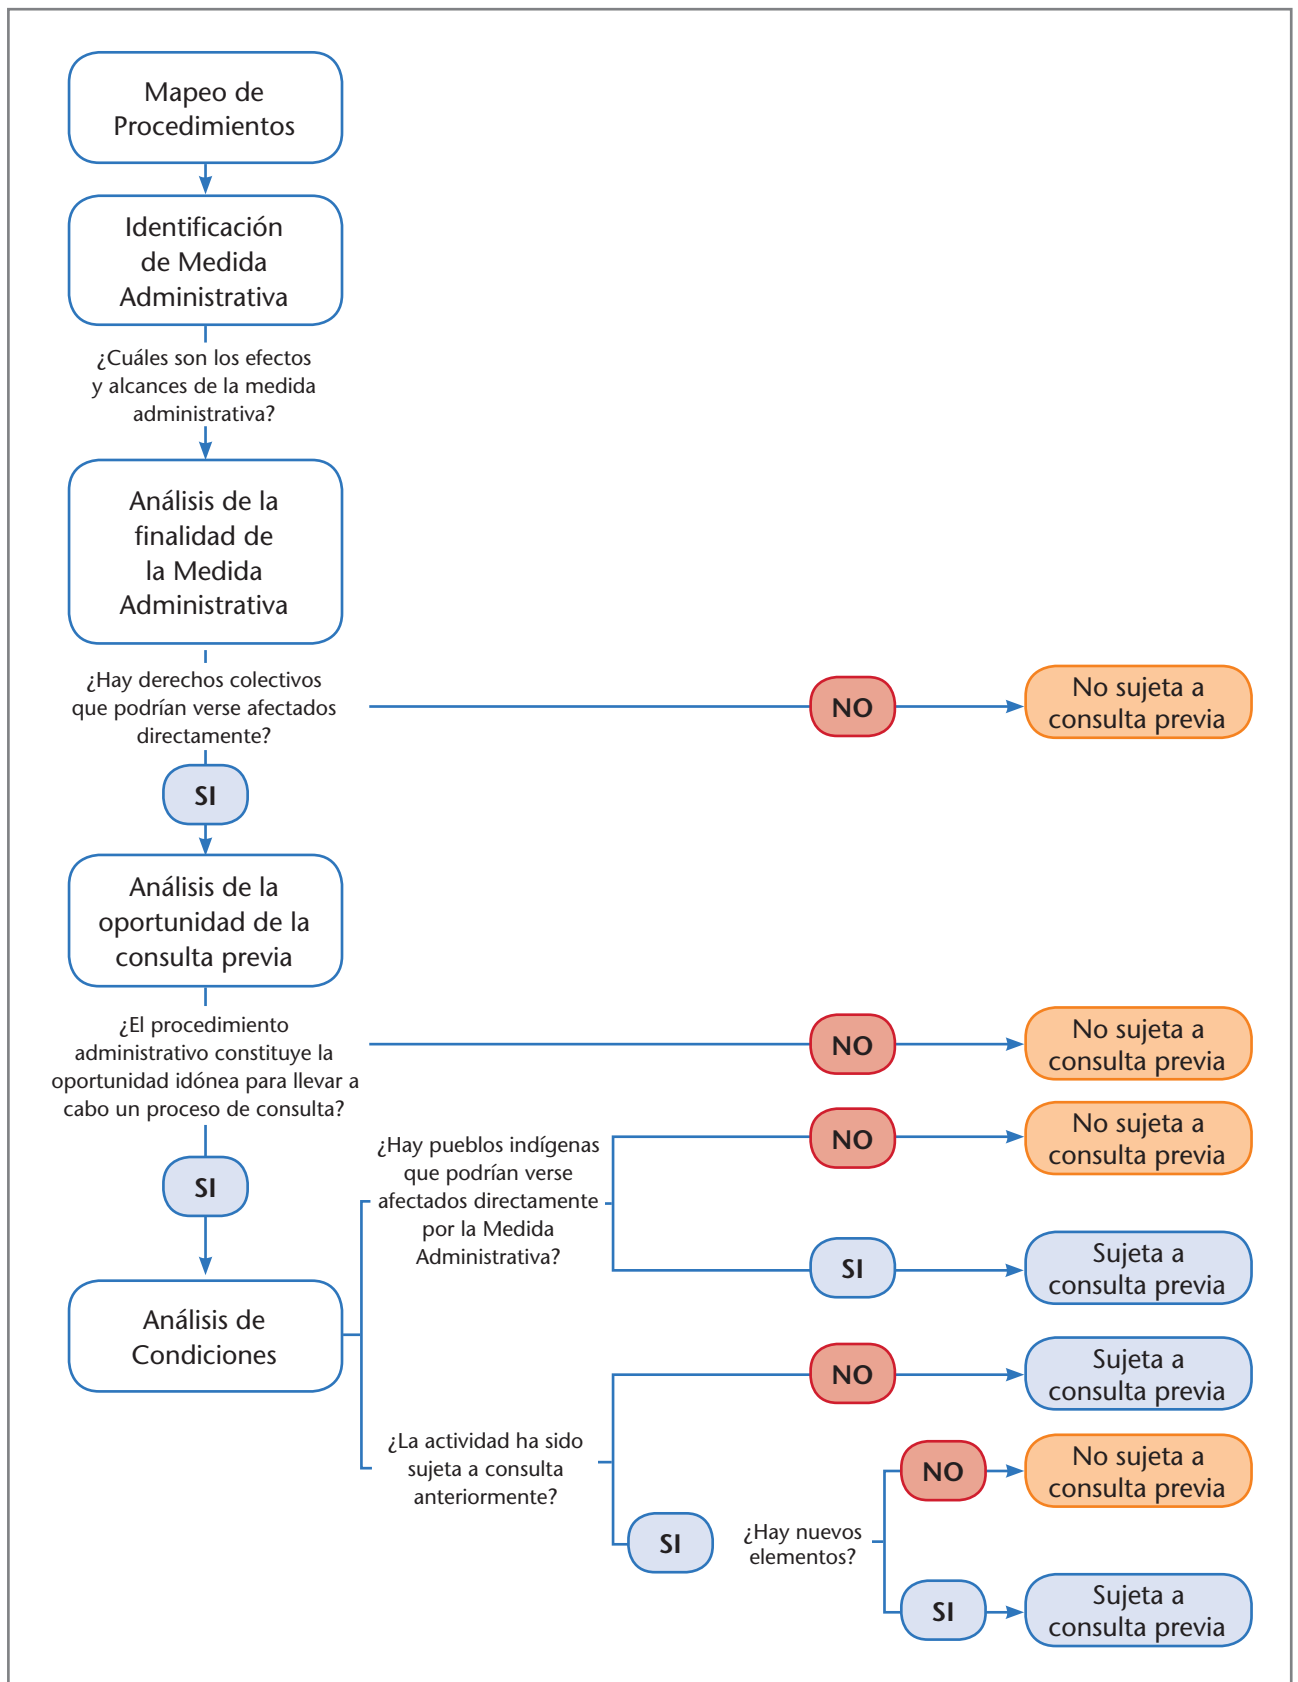 Mapeo de
Procedimientos
Identificación
de Medida
Administrativa
¿Cuáles son los efectos
y alcances de la medida
administrativa?
Análisis de la
finalidad de
la Medida
Administrativa
¿Hay derechos colectivos
que podrían verse afectados
directamente?
NO
No sujeta a
consulta previa
SI
Análisis de la
oportunidad de la
consulta previa
¿El procedimiento
administrativo constituye la
oportunidad idónea para llevar a
cabo un proceso de consulta?
NO
No sujeta a
consulta previa
SI
Análisis de
Condiciones
¿Hay pueblos indígenas
que podrían verse
afectados directamente
por la Medida
Administrativa?
NO
No sujeta a
consulta previa
SI
Sujeta a
consulta previa
¿La actividad ha sido
sujeta a consulta
anteriormente?
NO
Sujeta a
consulta previa
SI
¿Hay nuevos
elementos?
NO
No sujeta a
consulta previa
SI
Sujeta a
consulta previa